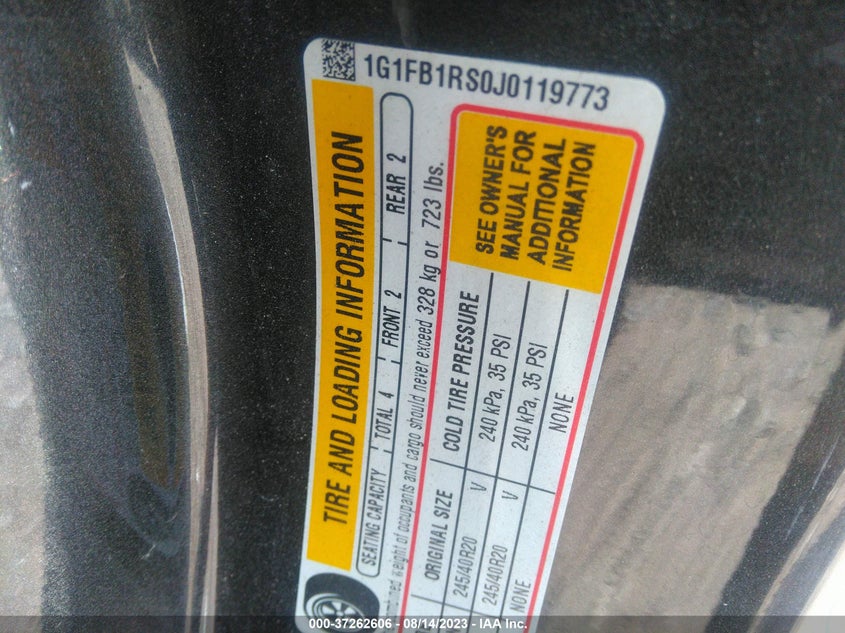 1G1FB1RS0J0119773
TIRE AND LOADING INFORMATION
SEATING CAPACITY TOTAL 4 FRONT 2 REAR 2
weight of occupants and cargo should never exceed 328 kg or 723 lbs.
ORIGINAL SIZE COLD TIRE PRESSURE
245/40R20 V 240 kPa, 35 PSI
245/40R20 V 240 kPa, 35 PSI
NONE NONE
SEE OWNER'S
MANUAL FOR
ADDITIONAL
INFORMATION
000-37262606 - 08/14/2023 - IAA Inc.